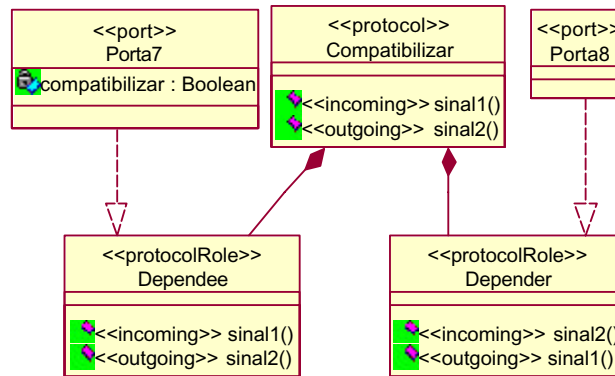 <<port>>
Porta7
compatibilizar : Boolean
<<protocol>>
Compatibilizar
<<incoming>> sinal1()
<<outgoing>> sinal2()
<<port>>
Porta8
<<protocolRole>>
Dependee
<<incoming>> sinal1()
<<outgoing>> sinal2()
<<protocolRole>>
Depender
<<incoming>> sinal2()
<<outgoing>> sinal1()